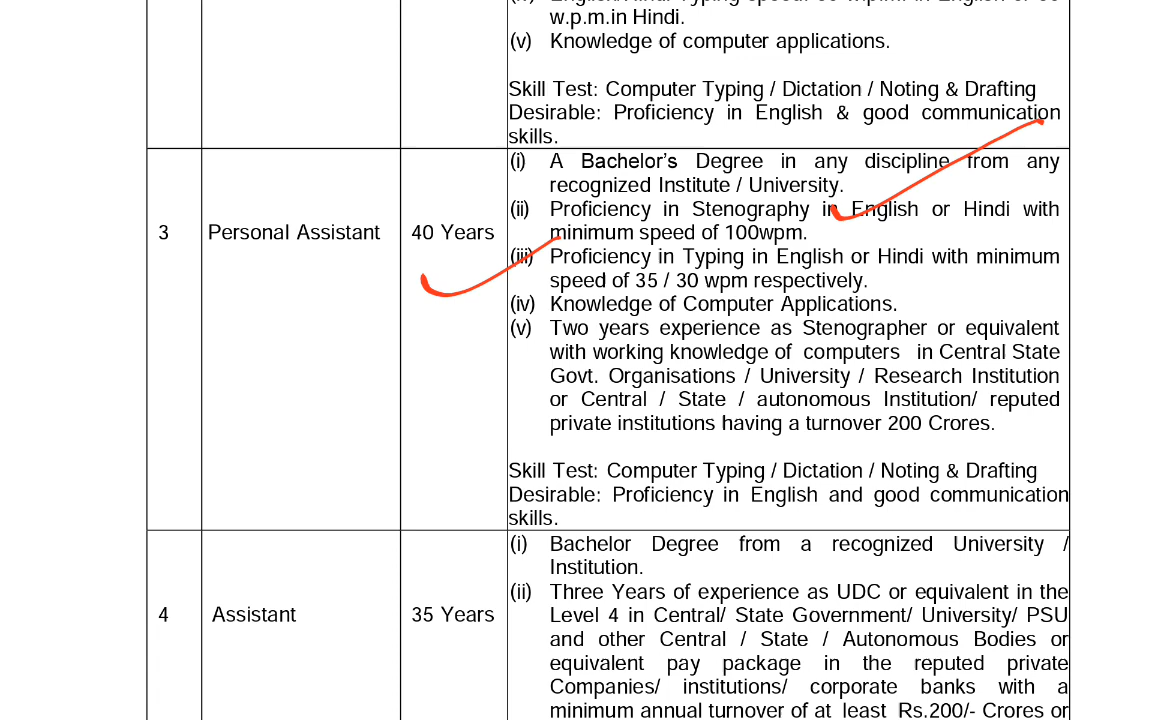 w.p.m.in Hindi.
(v) Knowledge of computer applications.
Skill Test: Computer Typing / Dictation / Noting & Drafting
Desirable: Proficiency in English & good communication
skills.
3 Personal Assistant 40 Years
(i) A Bachelor's Degree in any discipline from any
recognized Institute / University.
(ii) Proficiency in Stenography in English or Hindi with
minimum speed of 100wpm.
(iii) Proficiency in Typing in English or Hindi with minimum
speed of 35 / 30 wpm respectively.
(iv) Knowledge of Computer Applications.
(v) Two years experience as Stenographer or equivalent
with working knowledge of computers in Central State
Govt. Organisations / University / Research Institution
or Central / State / autonomous Institution/ reputed
private institutions having a turnover 200 Crores.
Skill Test: Computer Typing / Dictation / Noting & Drafting
Desirable: Proficiency in English and good communication
skills.
4 Assistant 35 Years
(i) Bachelor Degree from a recognized University /
Institution.
(ii) Three Years of experience as UDC or equivalent in the
Level 4 in Central/ State Government/ University/ PSU
and other Central / State / Autonomous Bodies or
equivalent pay package in the reputed private
Companies/ institutions/ corporate banks with a
minimum annual turnover of at least Rs.200/- Crores or